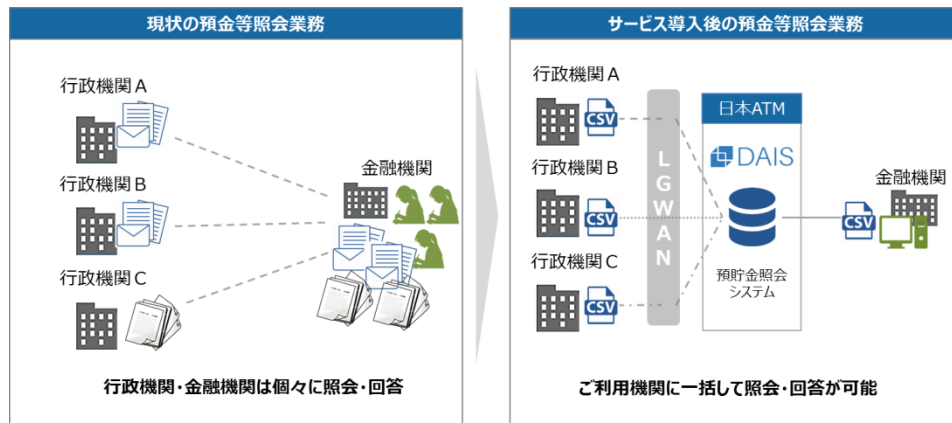 現状の預金等照会業務
行政機関A
行政機関B
行政機関C
金融機関
行政機関・金融機関は個々に照会・回答
サービス導入後の預金等照会業務
行政機関A
CSV
行政機関B
CSV
行政機関C
CSV
LGWAN
日本ATM
DAIS
預貯金照会
システム
CSV
金融機関
ご利用機関に一括して照会・回答が可能